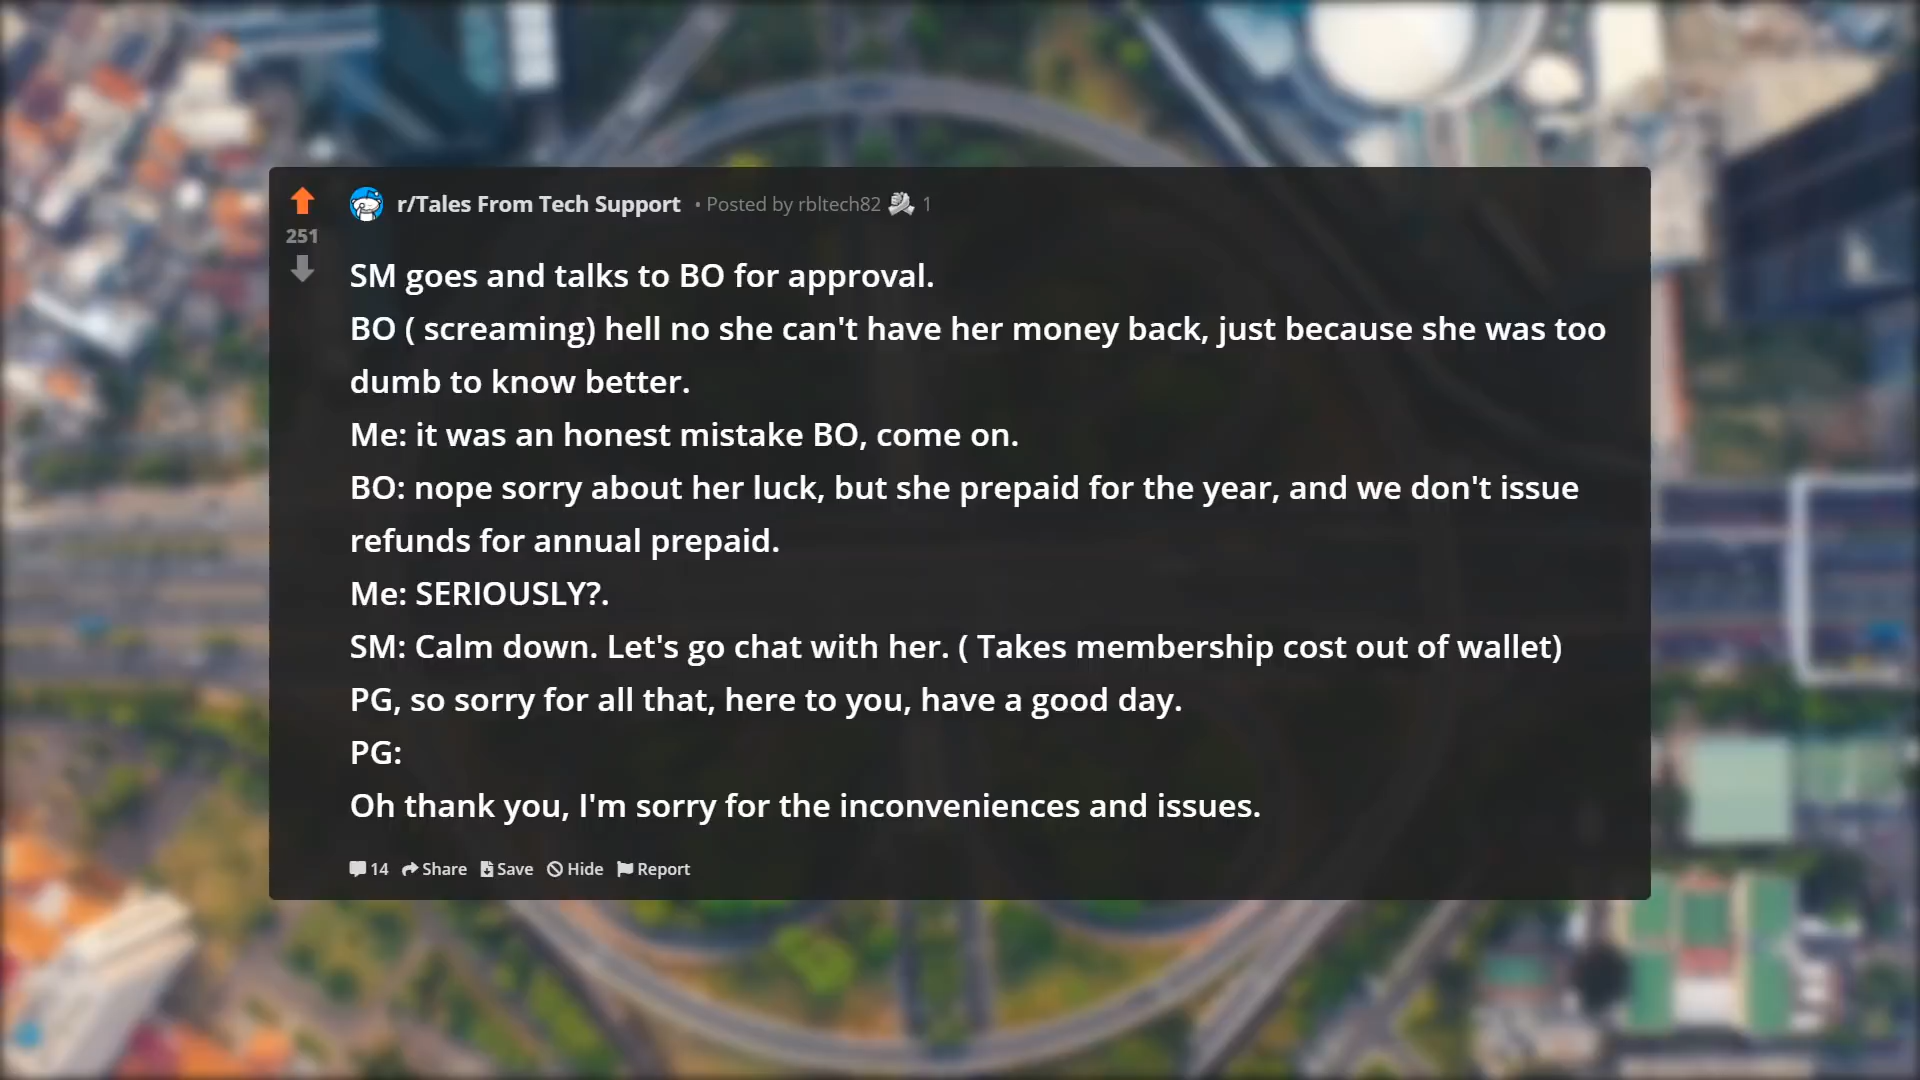 r/Tales From Tech Support • Posted by rbltech82 1
251
SM goes and talks to BO for approval.
BO ( screaming) hell no she can't have her money back, just because she was too
dumb to know better.
Me: it was an honest mistake BO, come on.
BO: nope sorry about her luck, but she prepaid for the year, and we don't issue
refunds for annual prepaid.
Me: SERIOUSLY?.
SM: Calm down. Let's go chat with her. ( Takes membership cost out of wallet)
PG, so sorry for all that, here to you, have a good day.
PG:
Oh thank you, I'm sorry for the inconveniences and issues.
14 Share Save Hide Report